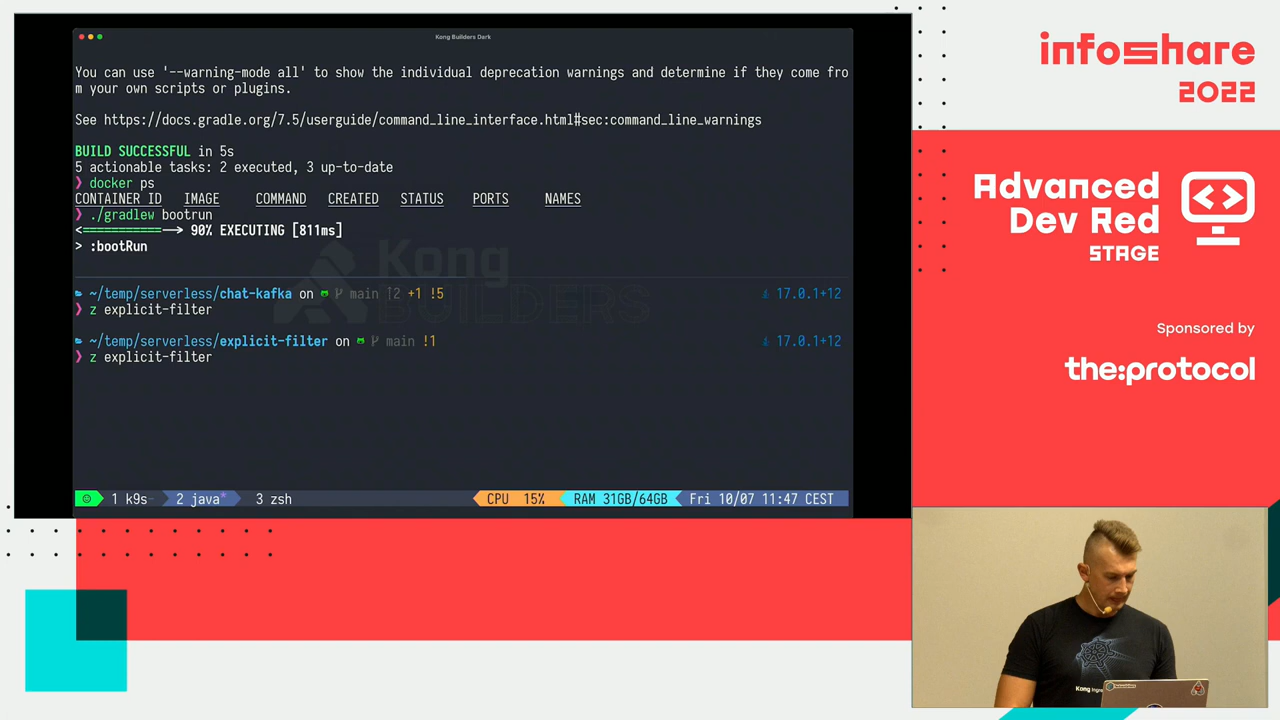 Kong Builders Dark
You can use '--warning-mode all' to show the individual deprecation warnings and determine if they come fro
m your own scripts or plugins.
See https://docs.gradle.org/7.5/userguide/command_line_interface.html#sec:command_line_warnings
BUILD SUCCESSFUL in 5s
5 actionable tasks: 2 executed, 3 up-to-date
❯ docker ps
CONTAINER ID   IMAGE   COMMAND   CREATED   STATUS   PORTS   NAMES
❯ ./gradlew bootrun
<===========--> 90% EXECUTING [811ms]
> :bootRun
Kong
BUILDERS
~/temp/serverless/chat-kafka on main ⇡2 +1 !5 17.0.1+12
❯ z explicit-filter
~/temp/serverless/explicit-filter on main !1 17.0.1+12
❯ z explicit-filter
1 k9s- 2 java* 3 zsh CPU 15% RAM 31GB/64GB Fri 10/07 11:47 CEST
infoshare
2022
Advanced
Dev Red
STAGE
Sponsored by
the:protocol
Kong Ingre